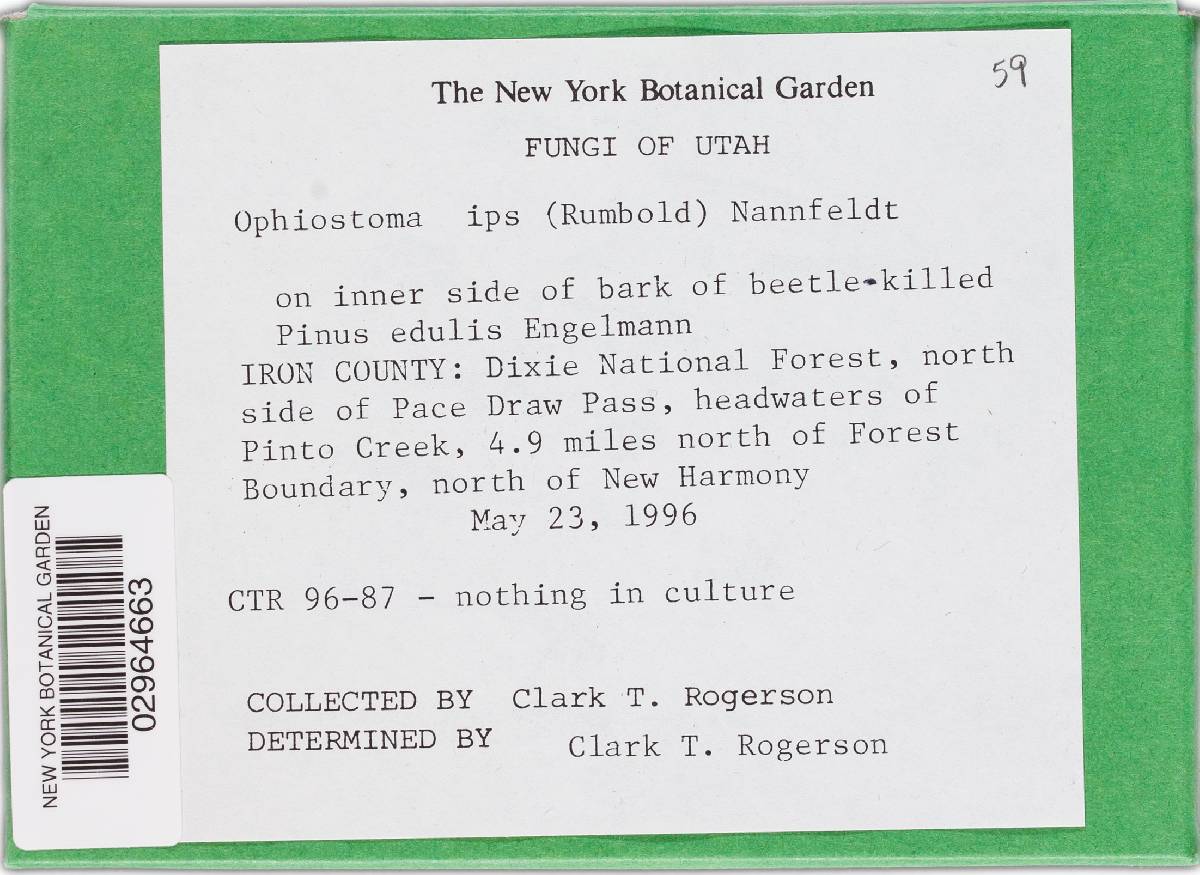 59
The New York Botanical Garden
FUNGI OF UTAH
Ophiostoma ips (Rumbold) Nannfeldt
on inner side of bark of beetle-killed
Pinus edulis Engelmann
IRON COUNTY: Dixie National Forest, north
side of Pace Draw Pass, headwaters of
Pinto Creek, 4.9 miles north of Forest
Boundary, north of New Harmony
May 23, 1996
CTR 96-87 - nothing in culture
COLLECTED BY Clark T. Rogerson
DETERMINED BY Clark T. Rogerson
NEW YORK BOTANICAL GARDEN
02964663